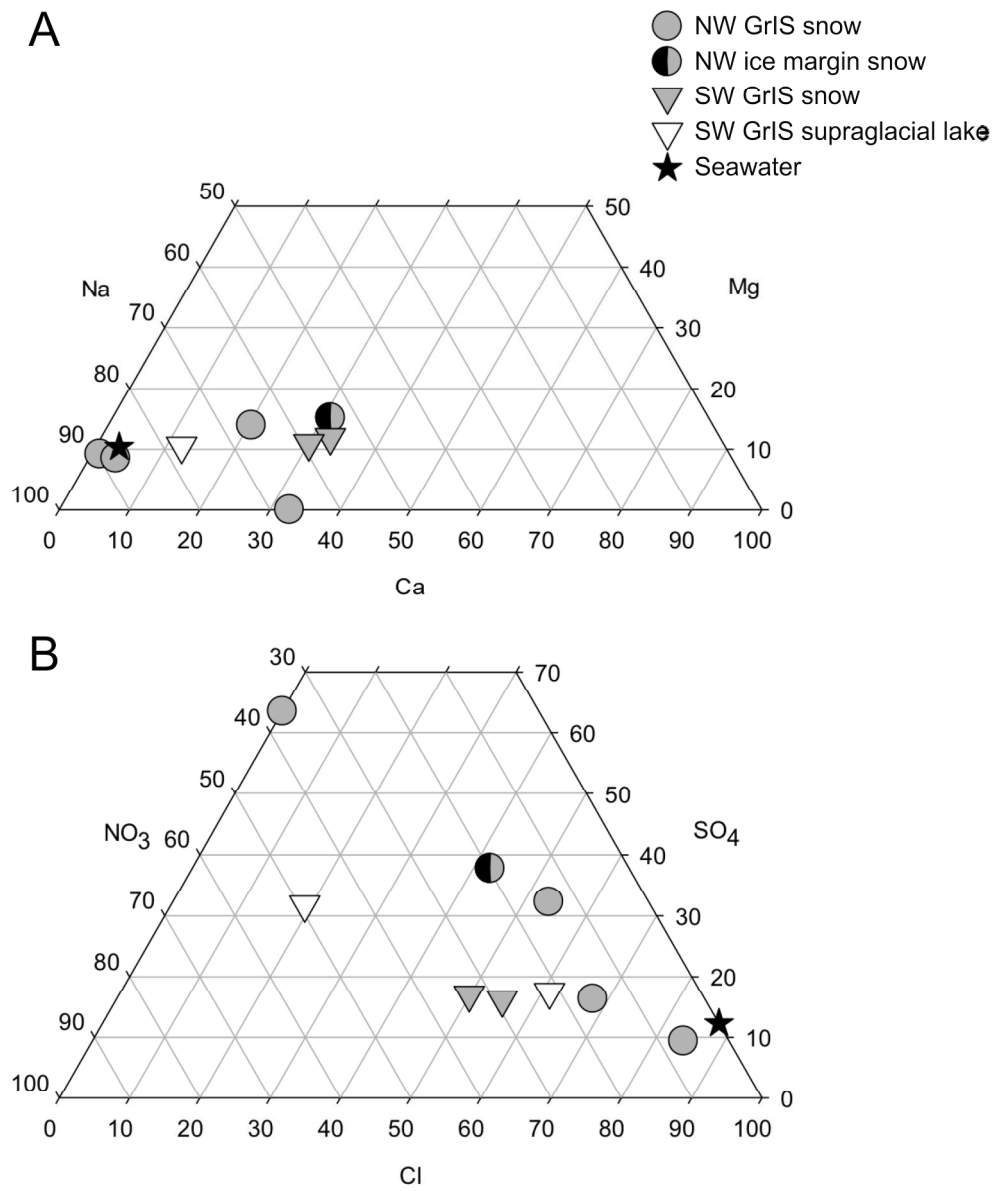 A
NW GrIS snow
NW ice margin snow
SW GrIS snow
SW GrIS supraglacial lake
Seawater
50 50
60 40
Na Mg
70 30
80 20
90 10
100 0
0 10 20 30 40 50 60 70 80 90 100
Ca
B
30 70
40 60
50 50
NO3 SO4
60 40
70 30
80 20
90 10
100 0
0 10 20 30 40 50 60 70 80 90 100
Cl